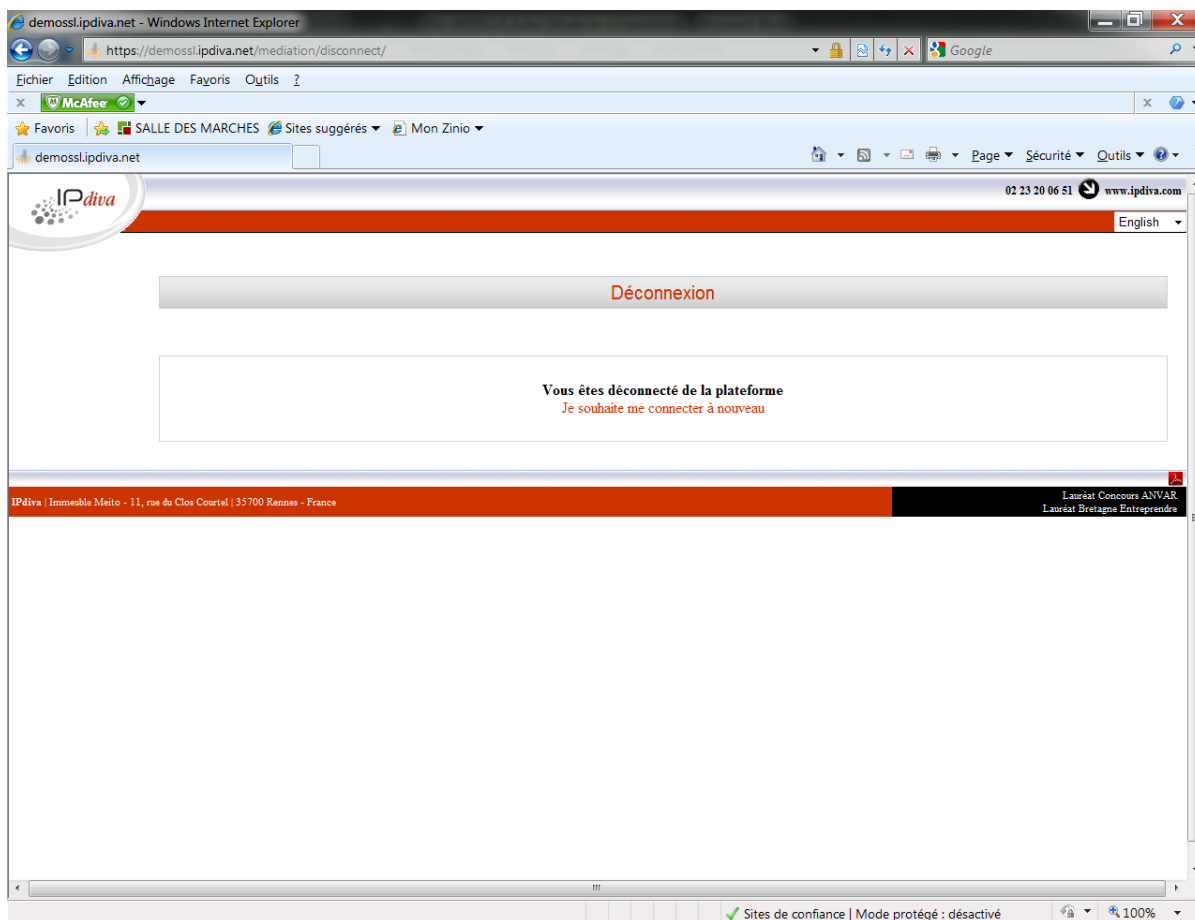 demossl.ipdiva.net - Windows Internet Explorer
https://demossl.ipdiva.net/mediation/disconnect/
Google
Fichier Edition Affichage Favoris Outils ?
x McAfee x
Favoris SALLE DES MARCHES Sites suggérés Mon Zinio
demossl.ipdiva.net Page Sécurité Outils
IPdiva
02 23 20 06 51 www.ipdiva.com
English
Déconnexion
Vous êtes déconnecté de la plateforme
Je souhaite me connecter à nouveau
IPdiva | Immeuble Meito - 11, rue du Clos Courtel | 35700 Rennes - France
Lauréat Concours ANVAR
Lauréat Bretagne Entreprendre
Sites de confiance | Mode protégé : désactivé 100%